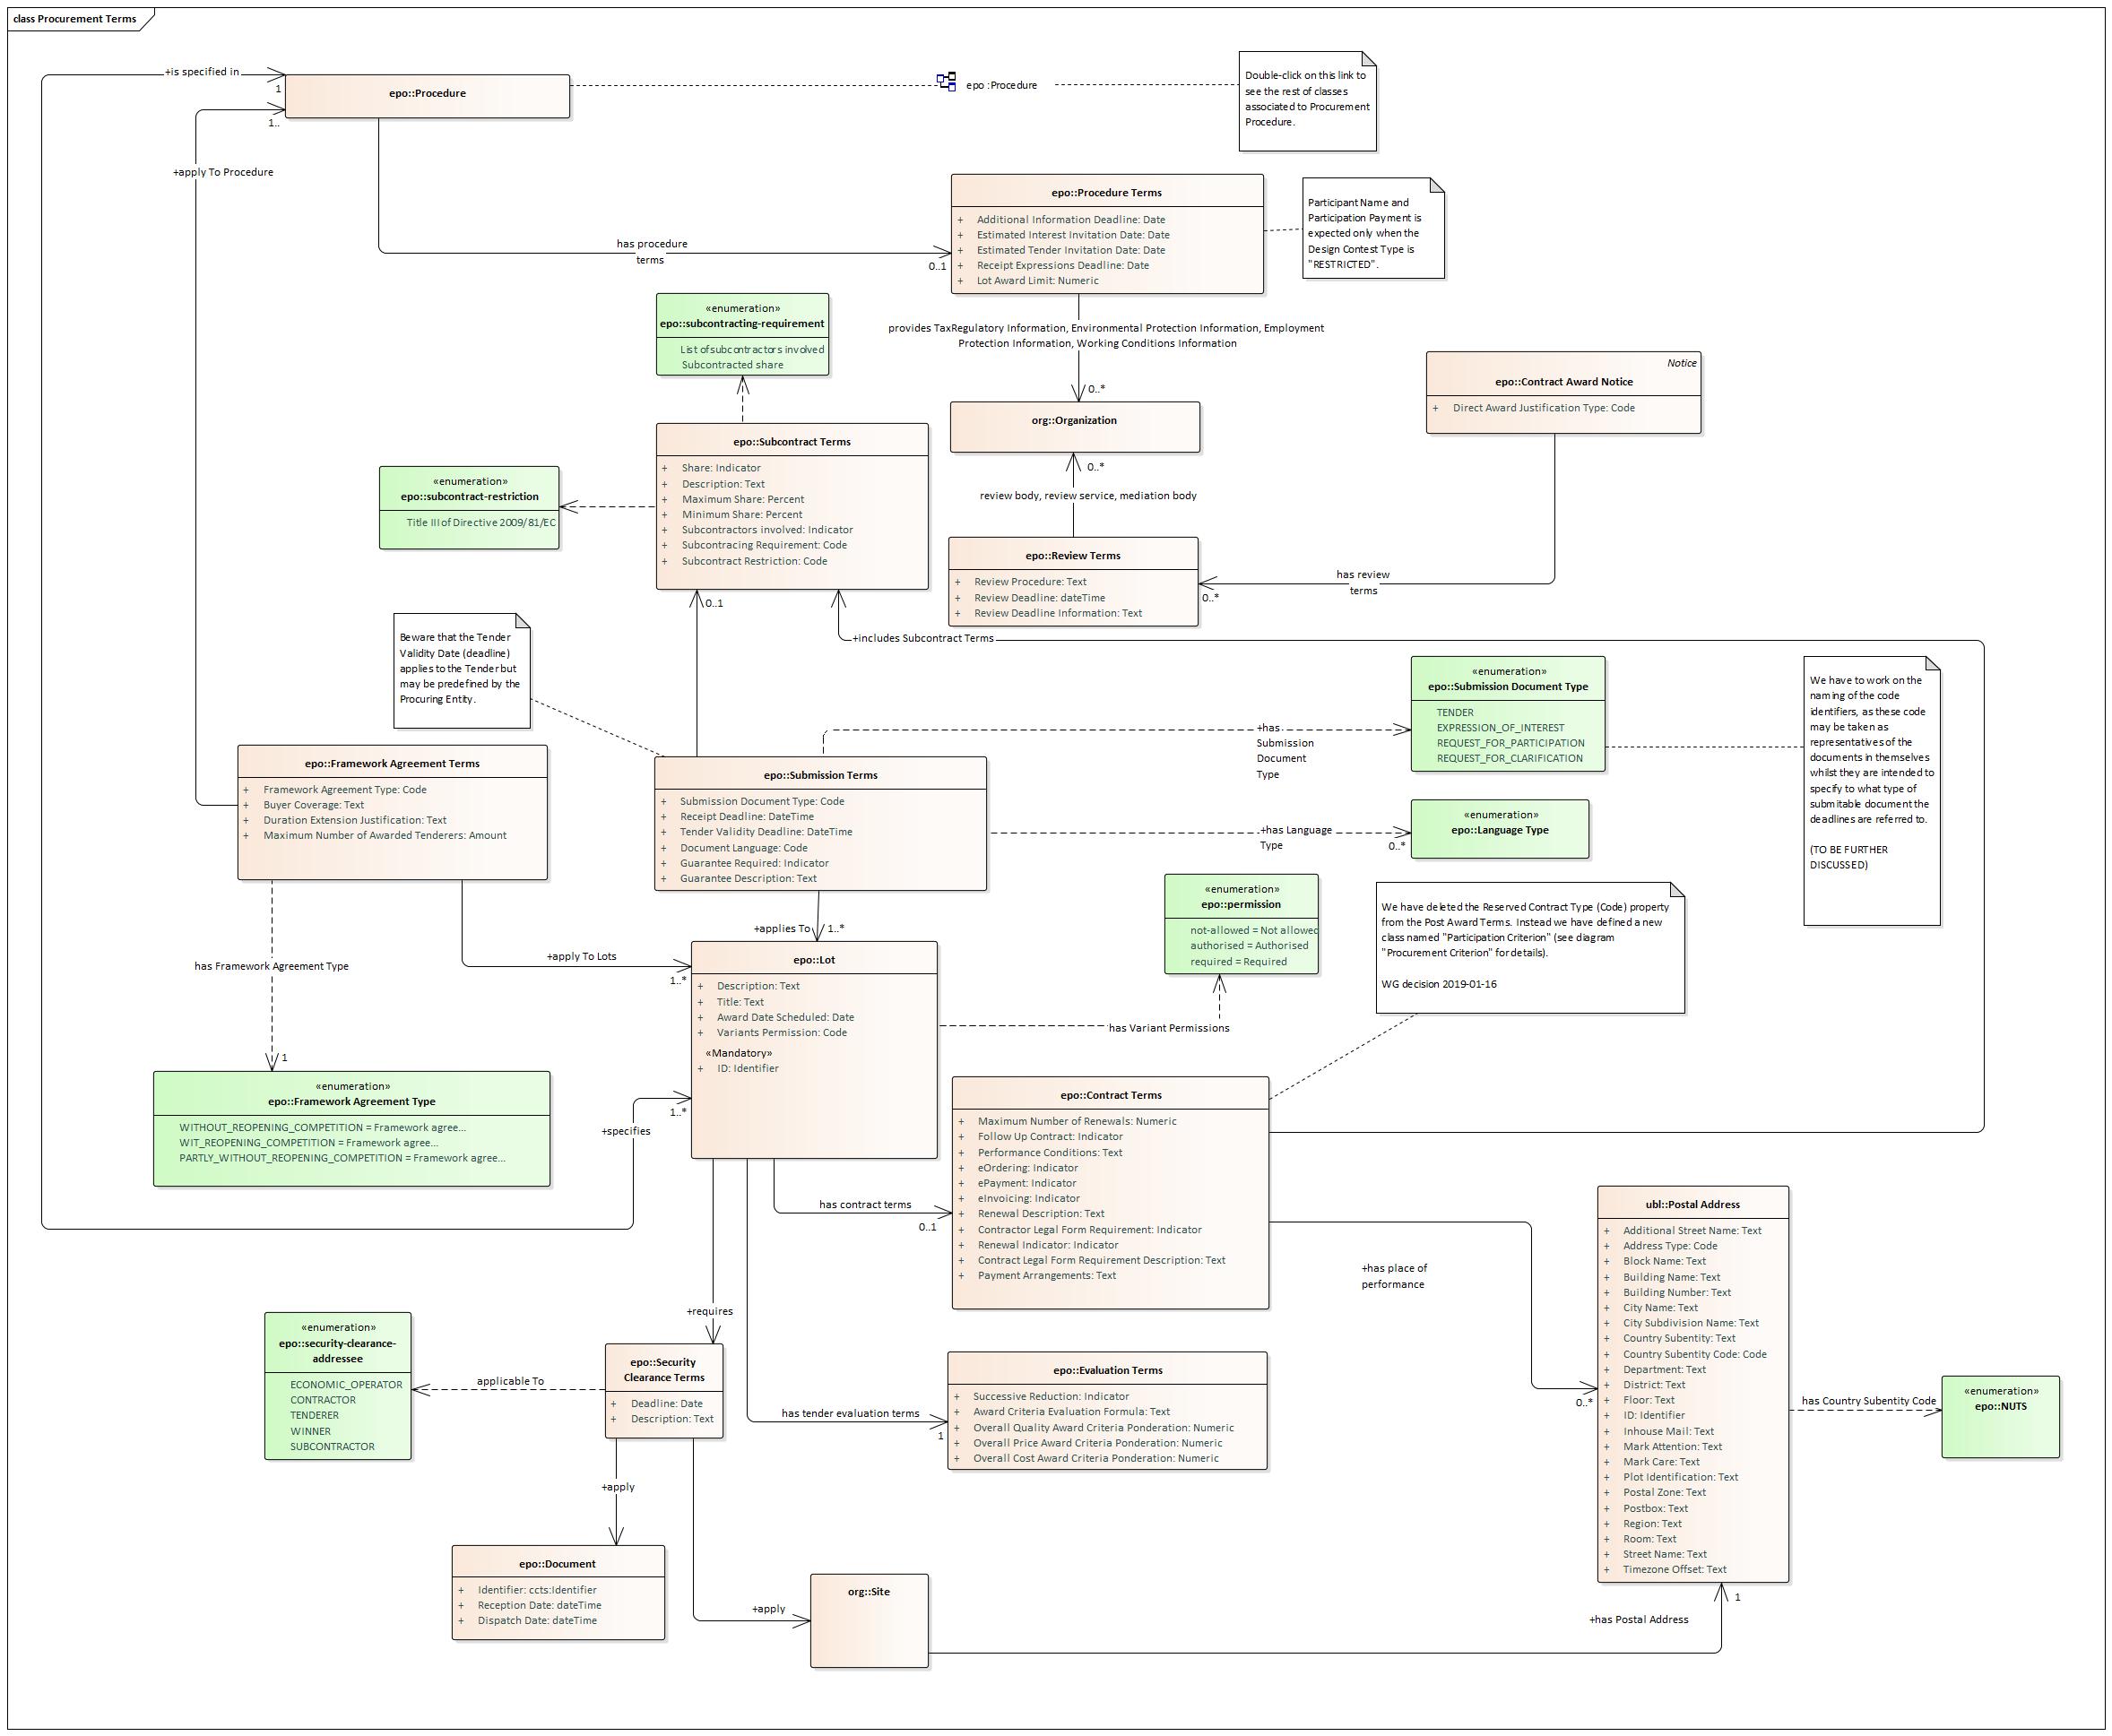 class Procurement Terms
+is specified in
1
epo::Procedure
epo :Procedure
Double-click on this link to
see the rest of classes
associated to Procurement
Procedure.
1..
+apply To Procedure
has procedure
terms
0..1
epo::Procedure Terms
+ Additional Information Deadline: Date
+ Estimated Interest Invitation Date: Date
+ Estimated Tender Invitation Date: Date
+ Receipt Expressions Deadline: Date
+ Lot Award Limit: Numeric
Participant Name and
Participation Payment is
expected only when the
Design Contest Type is
"RESTRICTED".
«enumeration»
epo::subcontracting-requirement
List of subcontractors involved
Subcontracted share
provides TaxRegulatory Information, Environmental Protection Information, Employment
Protection Information, Working Conditions Information
0..*
org::Organization
Notice
epo::Contract Award Notice
+ Direct Award Justification Type: Code
epo::Subcontract Terms
+ Share: Indicator
+ Description: Text
+ Maximum Share: Percent
+ Minimum Share: Percent
+ Subcontractors involved: Indicator
+ Subcontracing Requirement: Code
+ Subcontract Restriction: Code
«enumeration»
epo::subcontract-restriction
Title III of Directive 2009/81/EC
0..*
review body, review service, mediation body
epo::Review Terms
+ Review Procedure: Text
+ Review Deadline: dateTime
+ Review Deadline Information: Text
has review
terms
0..*
0..1
+includes Subcontract Terms
Beware that the Tender
Validity Date (deadline)
applies to the Tender but
may be predefined by the
Procuring Entity.
«enumeration»
epo::Submission Document Type
TENDER
EXPRESSION_OF_INTEREST
REQUEST_FOR_PARTICIPATION
REQUEST_FOR_CLARIFICATION
We have to work on the
naming of the code
identifiers, as these code
may be taken as
representatives of the
documents in themselves
whilst they are intended to
specify to what type of
submitable document the
deadlines are referred to.
(TO BE FURTHER
DISCUSSED)
+has
Submission
Document
Type
epo::Framework Agreement Terms
+ Framework Agreement Type: Code
+ Buyer Coverage: Text
+ Duration Extension Justification: Text
+ Maximum Number of Awarded Tenderers: Amount
epo::Submission Terms
+ Submission Document Type: Code
+ Receipt Deadline: DateTime
+ Tender Validity Deadline: DateTime
+ Document Language: Code
+ Guarantee Required: Indicator
+ Guarantee Description: Text
+has Language
Type
0..*
«enumeration»
epo::Language Type
«enumeration»
epo::permission
not-allowed = Not allowed
authorised = Authorised
required = Required
We have deleted the Reserved Contract Type (Code) property
from the Post Award Terms. Instead we have defined a new
class named "Participation Criterion" (see diagram
"Procurement Criterion" for details).
WG decision 2019-01-16
+applies To
1..*
+apply To Lots
1..*
has Framework Agreement Type
1
epo::Lot
+ Description: Text
+ Title: Text
+ Award Date Scheduled: Date
+ Variants Permission: Code
«Mandatory»
+ ID: Identifier
has Variant Permissions
«enumeration»
epo::Framework Agreement Type
WITHOUT_REOPENING_COMPETITION = Framework agree...
WIT_REOPENING_COMPETITION = Framework agree...
PARTLY_WITHOUT_REOPENING_COMPETITION = Framework agree...
1..*
+specifies
epo::Contract Terms
+ Maximum Number of Renewals: Numeric
+ Follow Up Contract: Indicator
+ Performance Conditions: Text
+ eOrdering: Indicator
+ ePayment: Indicator
+ eInvoicing: Indicator
+ Renewal Description: Text
+ Contractor Legal Form Requirement: Indicator
+ Renewal Indicator: Indicator
+ Contract Legal Form Requirement Description: Text
+ Payment Arrangements: Text
has contract terms
0..1
+has place of
performance
0..*
ubl::Postal Address
+ Additional Street Name: Text
+ Address Type: Code
+ Block Name: Text
+ Building Name: Text
+ Building Number: Text
+ City Name: Text
+ City Subdivision Name: Text
+ Country Subentity: Text
+ Country Subentity Code: Code
+ Department: Text
+ District: Text
+ Floor: Text
+ ID: Identifier
+ Inhouse Mail: Text
+ Mark Attention: Text
+ Mark Care: Text
+ Plot Identification: Text
+ Postal Zone: Text
+ Postbox: Text
+ Region: Text
+ Room: Text
+ Street Name: Text
+ Timezone Offset: Text
has Country Subentity Code
«enumeration»
epo::NUTS
+requires
«enumeration»
epo::security-clearance-
addressee
ECONOMIC_OPERATOR
CONTRACTOR
TENDERER
WINNER
SUBCONTRACTOR
applicable To
epo::Security
Clearance Terms
+ Deadline: Date
+ Description: Text
has tender evaluation terms
1
epo::Evaluation Terms
+ Successive Reduction: Indicator
+ Award Criteria Evaluation Formula: Text
+ Overall Quality Award Criteria Ponderation: Numeric
+ Overall Price Award Criteria Ponderation: Numeric
+ Overall Cost Award Criteria Ponderation: Numeric
+apply
epo::Document
+ Identifier: ccts:Identifier
+ Reception Date: dateTime
+ Dispatch Date: dateTime
+apply
org::Site
+has Postal Address
1